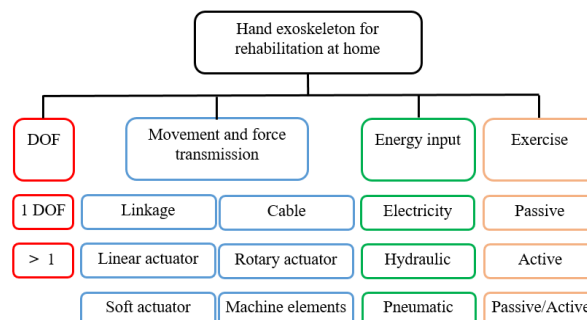 Hand exoskeleton for
rehabilitation at home
DOF
Movement and force
transmission
Energy input
Exercise
1 DOF
Linkage
Cable
Electricity
Passive
> 1
Linear actuator
Rotary actuator
Hydraulic
Active
Soft actuator
Machine elements
Pneumatic
Passive/Active